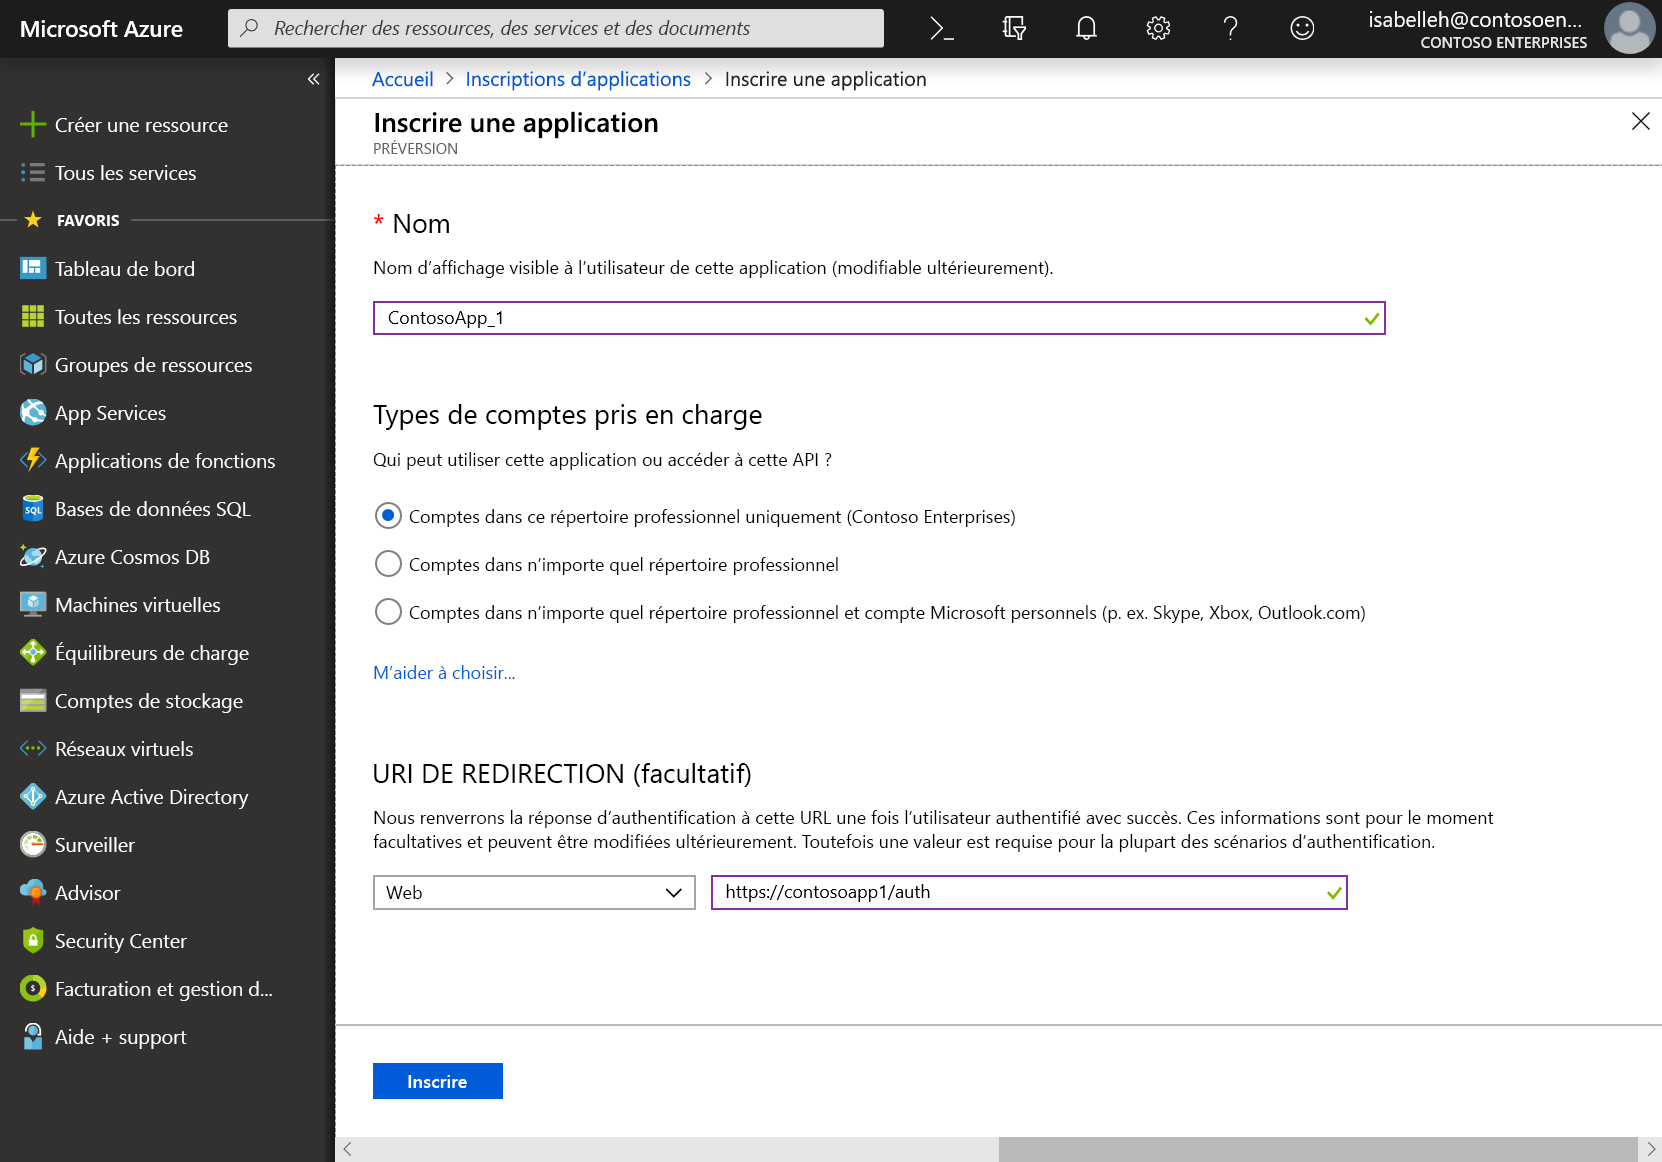 Microsoft Azure
Rechercher des ressources, des services et des documents
isabelleh@contosoen...
CONTOSO ENTERPRISES
Créer une ressource
Tous les services
FAVORIS
Tableau de bord
Toutes les ressources
Groupes de ressources
App Services
Applications de fonctions
Bases de données SQL
Azure Cosmos DB
Machines virtuelles
Équilibreurs de charge
Comptes de stockage
Réseaux virtuels
Azure Active Directory
Surveiller
Advisor
Security Center
Facturation et gestion d...
Aide + support
Accueil > Inscriptions d’applications > Inscrire une application
Inscrire une application
PRÉVERSION
* Nom
Nom d’affichage visible à l’utilisateur de cette application (modifiable ultérieurement).
ContosoApp_1
Types de comptes pris en charge
Qui peut utiliser cette application ou accéder à cette API ?
Comptes dans ce répertoire professionnel uniquement (Contoso Enterprises)
Comptes dans n’importe quel répertoire professionnel
Comptes dans n’importe quel répertoire professionnel et compte Microsoft personnels (p. ex. Skype, Xbox, Outlook.com)
M’aider à choisir...
URI DE REDIRECTION (facultatif)
Nous renverrons la réponse d’authentification à cette URL une fois l’utilisateur authentifié avec succès. Ces informations sont pour le moment
facultatives et peuvent être modifiées ultérieurement. Toutefois une valeur est requise pour la plupart des scénarios d’authentification.
Web
https://contosoapp1/auth
Inscrire